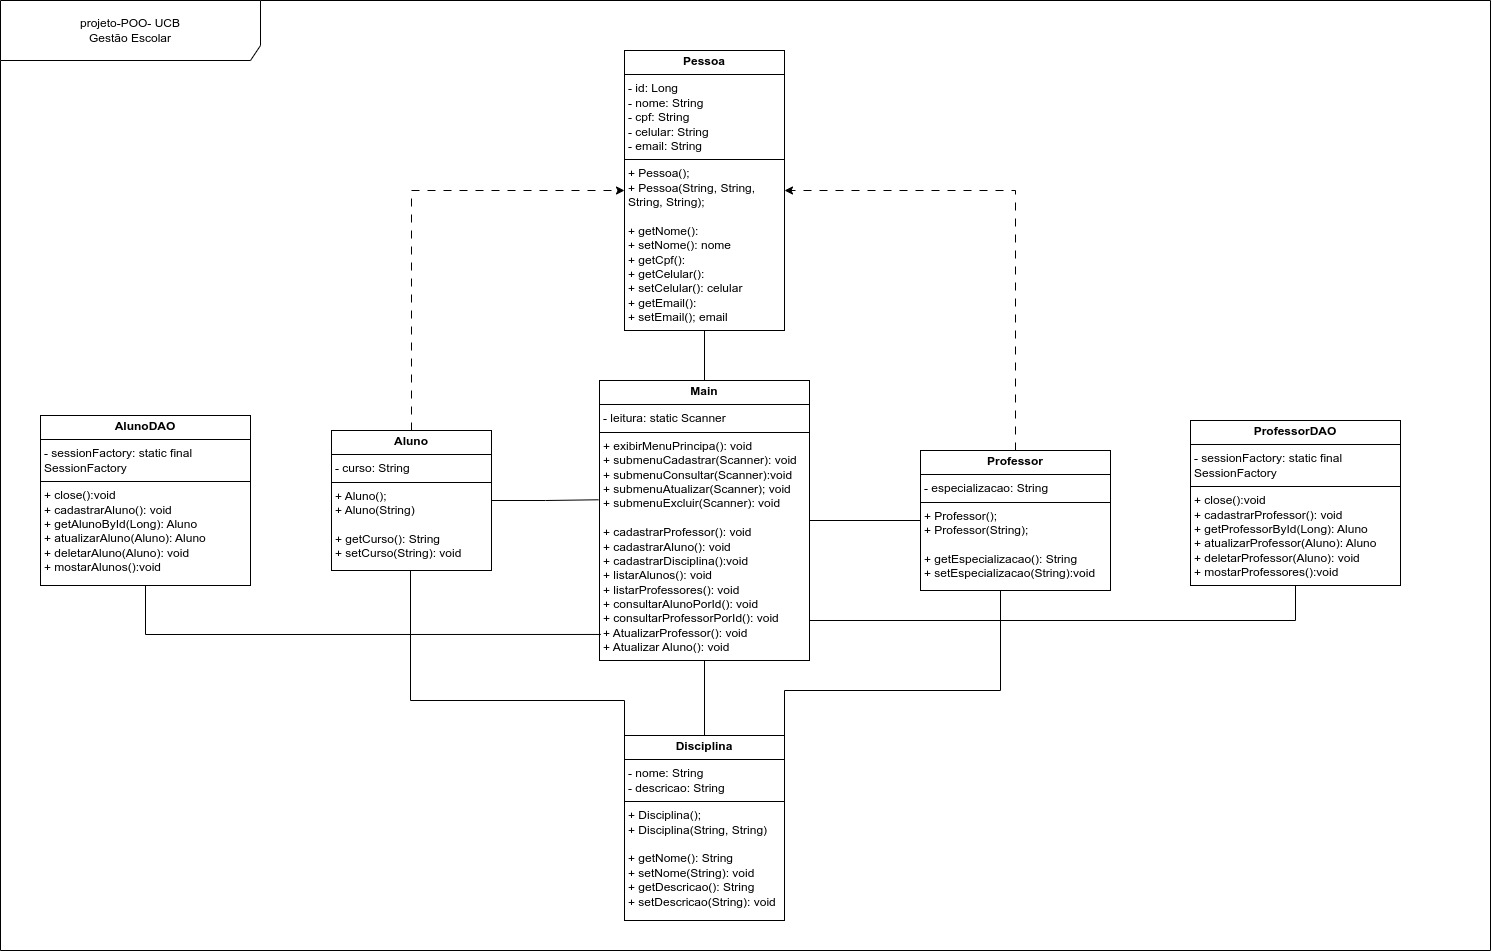 projeto-POO- UCB
Gestão Escolar
Pessoa
- id: Long
- nome: String
- cpf: String
- celular: String
- email: String
+ Pessoa();
+ Pessoa(String, String,
String, String);
+ getNome():
+ setNome(): nome
+ getCpf():
+ getCelular():
+ setCelular(): celular
+ getEmail():
+ setEmail(); email
AlunoDAO
- sessionFactory: static final
SessionFactory
+ close():void
+ cadastrarAluno(): void
+ getAlunoById(Long): Aluno
+ atualizarAluno(Aluno): Aluno
+ deletarAluno(Aluno): void
+ mostarAlunos():void
Aluno
- curso: String
+ Aluno();
+ Aluno(String)
+ getCurso(): String
+ setCurso(String): void
Main
- leitura: static Scanner
+ exibirMenuPrincipa(): void
+ submenuCadastrar(Scanner): void
+ submenuConsultar(Scanner):void
+ submenuAtualizar(Scanner); void
+ submenuExcluir(Scanner): void
+ cadastrarProfessor(): void
+ cadastrarAluno(): void
+ cadastrarDisciplina():void
+ listarAlunos(): void
+ listarProfessores(): void
+ consultarAlunoPorId(): void
+ consultarProfessorPorId(): void
+ AtualizarProfessor(): void
+ Atualizar Aluno(): void
Professor
- especializacao: String
+ Professor();
+ Professor(String);
+ getEspecializacao(): String
+ setEspecializacao(String):void
ProfessorDAO
- sessionFactory: static final
SessionFactory
+ close():void
+ cadastrarProfessor(): void
+ getProfessorById(Long): Aluno
+ atualizarProfessor(Aluno): Aluno
+ deletarProfessor(Aluno): void
+ mostarProfessores():void
Disciplina
- nome: String
- descricao: String
+ Disciplina();
+ Disciplina(String, String)
+ getNome(): String
+ setNome(String): void
+ getDescricao(): String
+ setDescricao(String): void